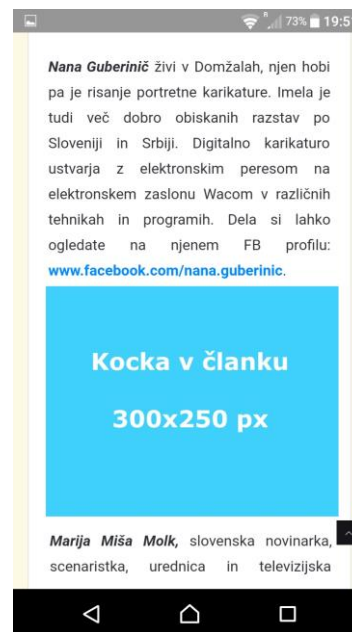 73% 19:51
Nana Guberinič živi v Domžalah, njen hobi
pa je risanje portretne karikature. Imela je
tudi več dobro obiskanih razstav po
Sloveniji in Srbiji. Digitalno karikaturo
ustvarja z elektronskim peresom na
elektronskem zaslonu Wacom v različnih
tehnikah in programih. Dela si lahko
ogledate na njenem FB profilu:
www.facebook.com/nana.guberinic.
Kocka v članku
300x250 px
Marija Miša Molk, slovenska novinarka,
scenaristka, urednica in televizijska